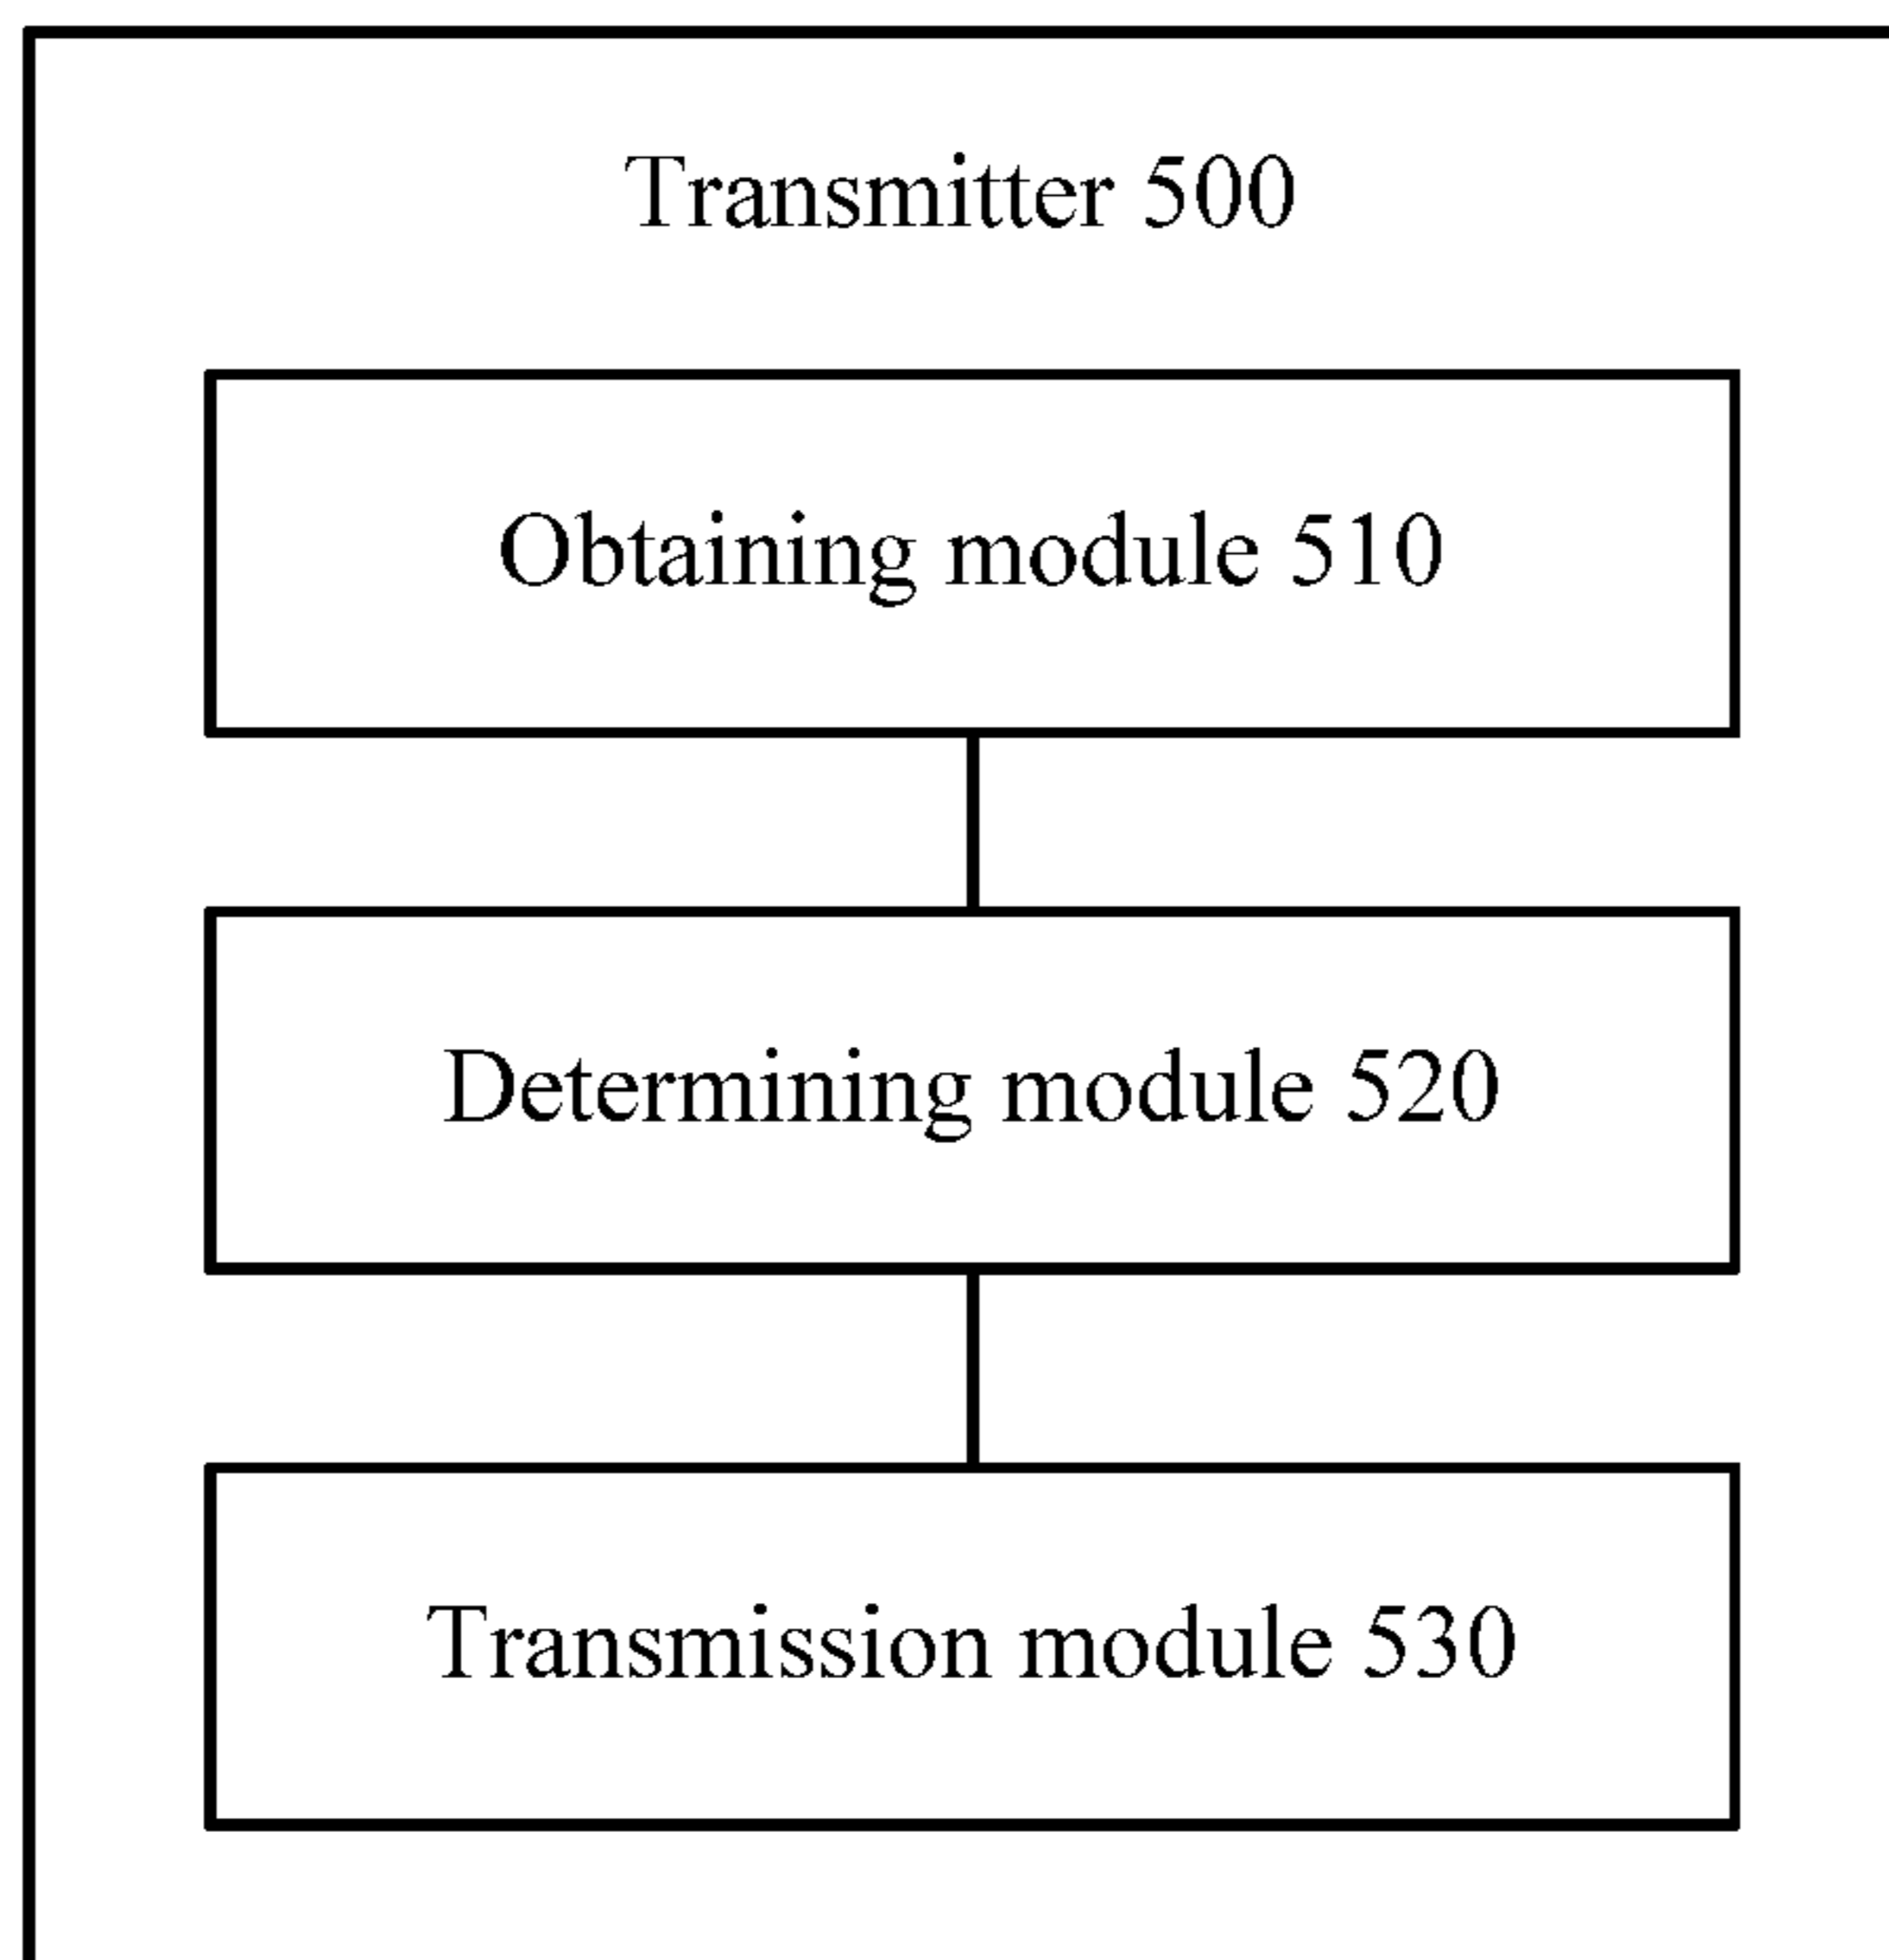 Transmitter 500
Obtaining module 510
Determining module 520
Transmission module 530